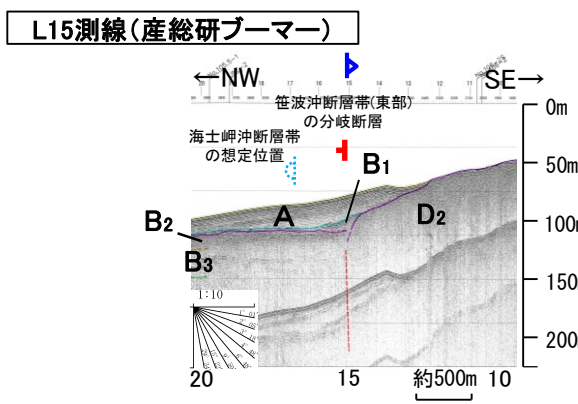 L15測線(産総研ブーマー)
←NW
SE→
笹波沖断層帯(東部)
の分岐断層
海士岬沖断層帯
の想定位置
0m
50m
B1
A
D2
B2
100m
B3
150m
1:10
200m
20
15
約500m
10